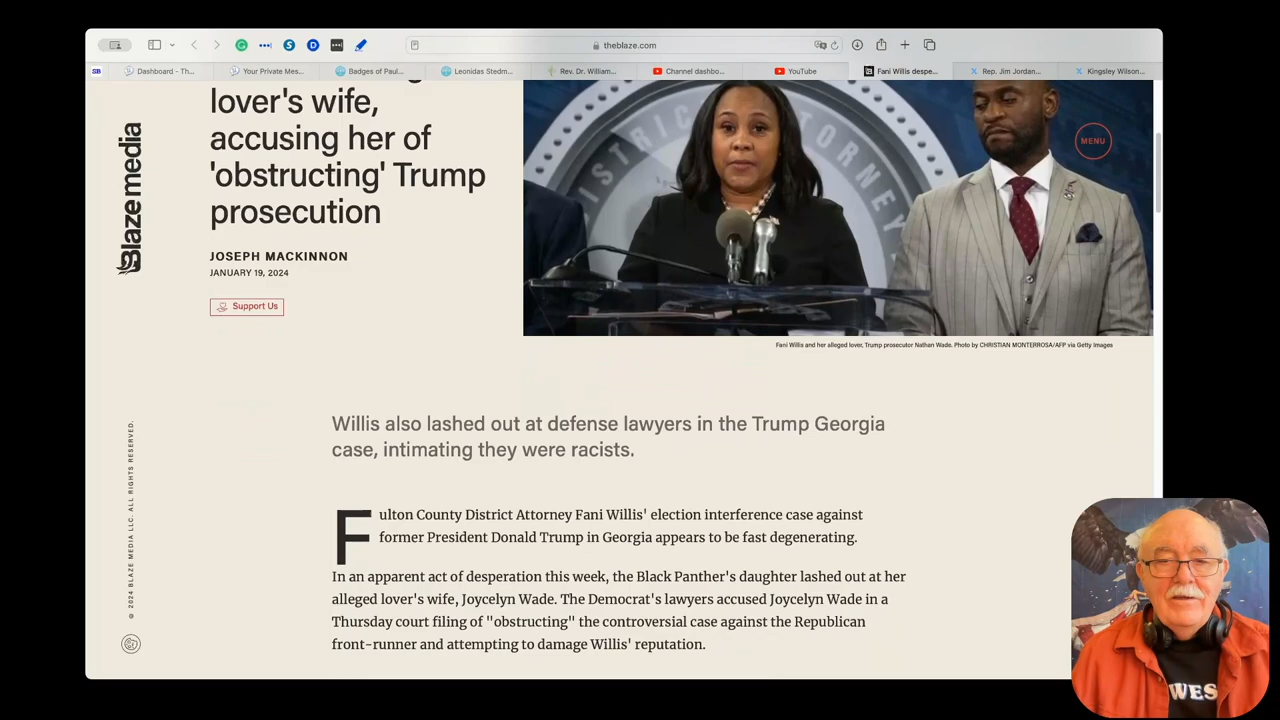 theblaze.com
SB
Dashboard - Th...
Your Private Mes...
Badges of Paul...
Leonidas Stedm...
Rev. Dr. William...
Channel dashbo...
YouTube
Fani Willis despe...
Rep. Jim Jordan...
Kingsley Wilson...
lover's wife,
accusing her of
'obstructing' Trump
prosecution
JOSEPH MACKINNON
JANUARY 19, 2024
Support Us
Blazemedia
DISTRICT ATTORNEY
MENU
Fani Willis and her alleged lover, Trump prosecutor Nathan Wade. Photo by CHRISTIAN MONTERROSA/AFP via Getty Images
Willis also lashed out at defense lawyers in the Trump Georgia
case, intimating they were racists.
Fulton County District Attorney Fani Willis' election interference case against
former President Donald Trump in Georgia appears to be fast degenerating.
In an apparent act of desperation this week, the Black Panther's daughter lashed out at her
alleged lover's wife, Joycelyn Wade. The Democrat's lawyers accused Joycelyn Wade in a
Thursday court filing of "obstructing" the controversial case against the Republican
front-runner and attempting to damage Willis' reputation.
© 2024 BLAZE MEDIA LLC. ALL RIGHTS RESERVED.
WES